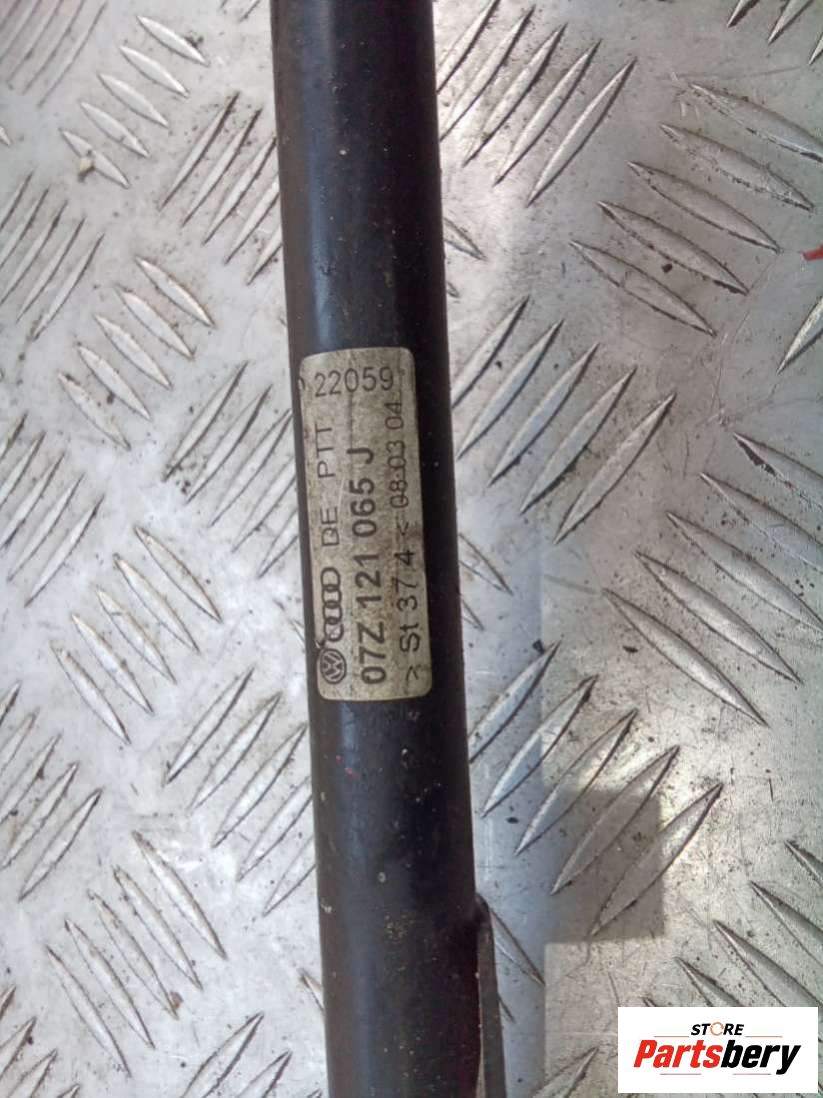 DE PTT 22059
07Z 121 065 J
> St 37.4 < 08.03.04
STORE
Partsbery